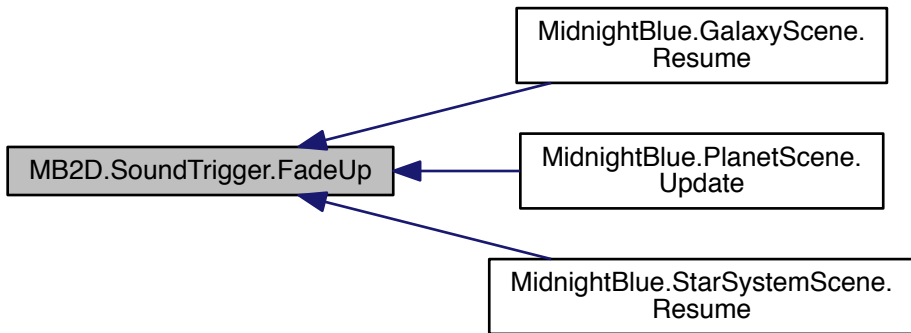 MidnightBlue.GalaxyScene.
Resume
MB2D.SoundTrigger.FadeUp
MidnightBlue.PlanetScene.
Update
MidnightBlue.StarSystemScene.
Resume